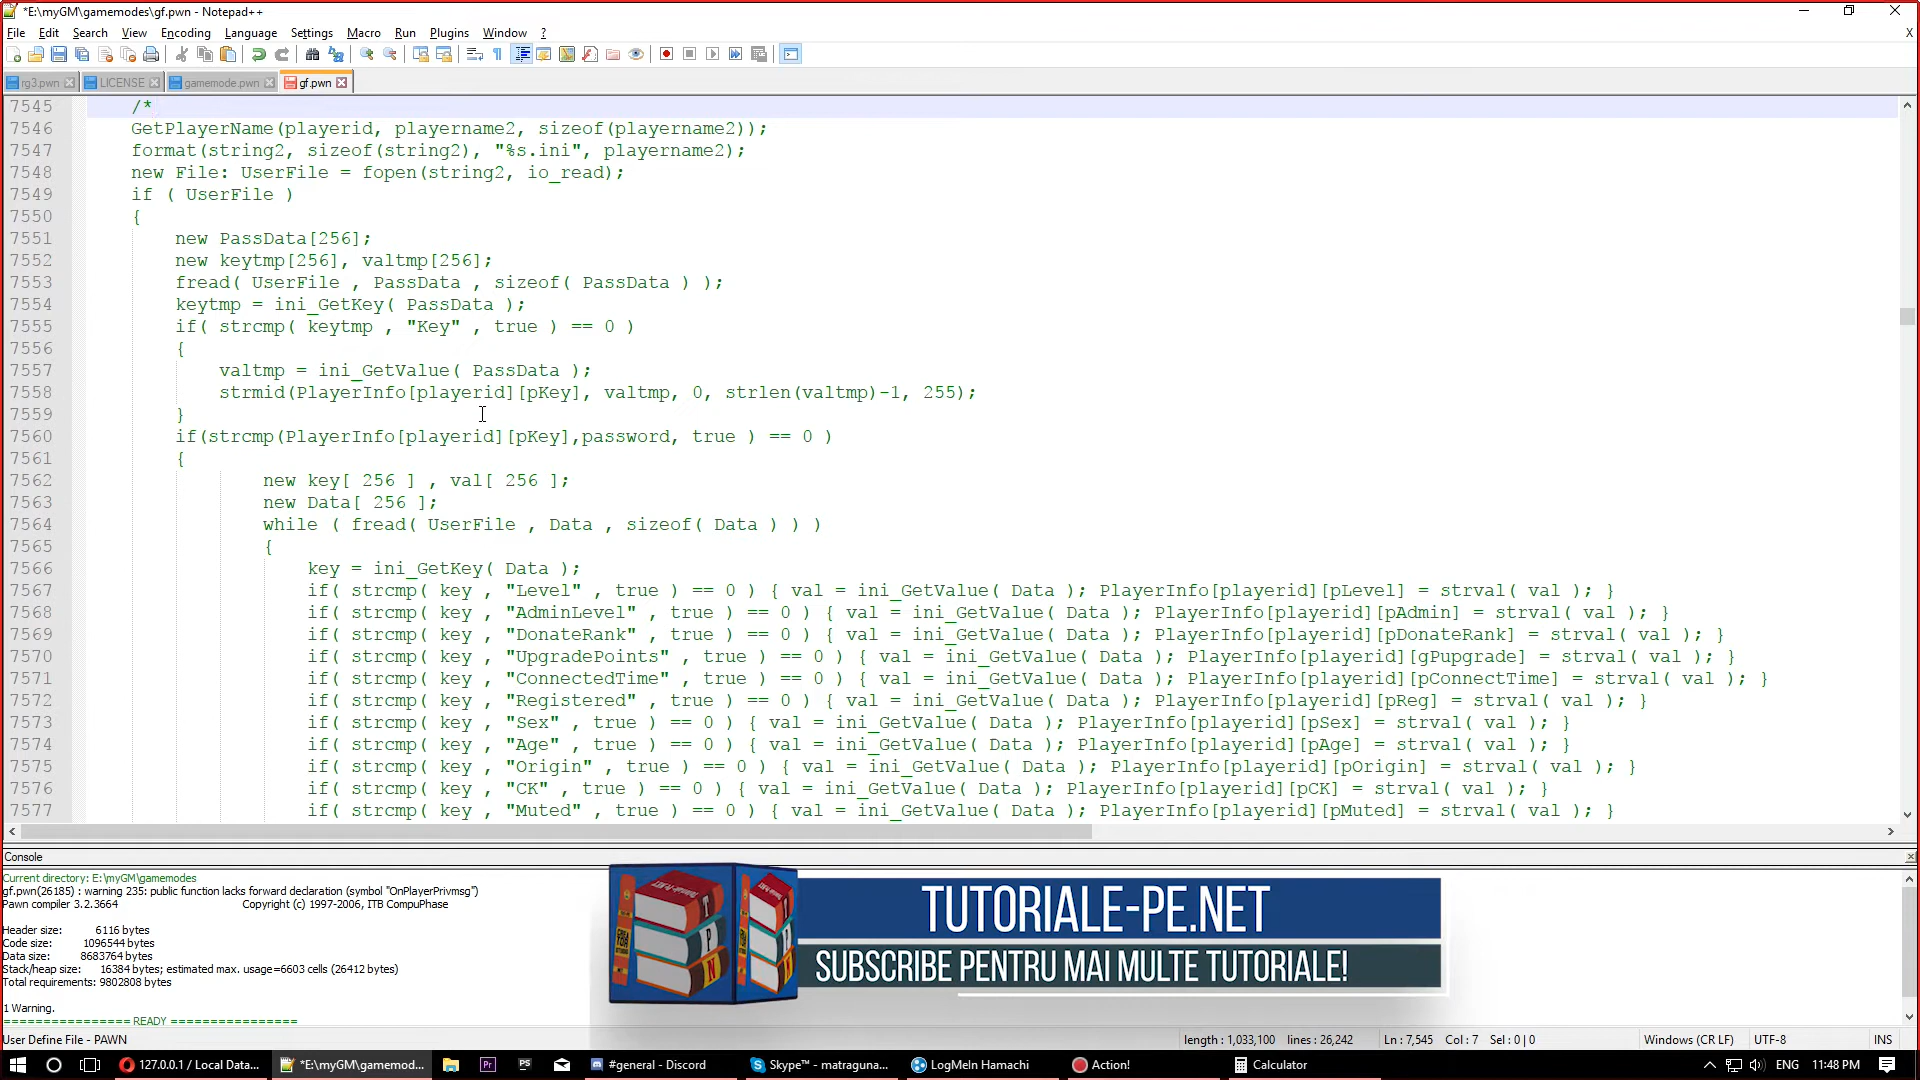 *E:\myGM\gamemodes\gf.pwn - Notepad++
File Edit Search View Encoding Language Settings Macro Run Plugins Window ? X
rg3.pwn LICENSE gamemode.pwn gf.pwn
7545 /*
7546 GetPlayerName(playerid, playername2, sizeof(playername2));
7547 format(string2, sizeof(string2), "%s.ini", playername2);
7548 new File: UserFile = fopen(string2, io_read);
7549 if ( UserFile )
7550 {
7551 new PassData[256];
7552 new keytmp[256], valtmp[256];
7553 fread( UserFile , PassData , sizeof( PassData ) );
7554 keytmp = ini_GetKey( PassData );
7555 if( strcmp( keytmp , "Key" , true ) == 0 )
7556 {
7557 valtmp = ini_GetValue( PassData );
7558 strmid(PlayerInfo[playerid][pKey], valtmp, 0, strlen(valtmp)-1, 255);
7559 }
7560 if(strcmp(PlayerInfo[playerid][pKey],password, true ) == 0 )
7561 {
7562 new key[ 256 ] , val[ 256 ];
7563 new Data[ 256 ];
7564 while ( fread( UserFile , Data , sizeof( Data ) ) )
7565 {
7566 key = ini_GetKey( Data );
7567 if( strcmp( key , "Level" , true ) == 0 ) { val = ini_GetValue( Data ); PlayerInfo[playerid][pLevel] = strval( val ); }
7568 if( strcmp( key , "AdminLevel" , true ) == 0 ) { val = ini_GetValue( Data ); PlayerInfo[playerid][pAdmin] = strval( val ); }
7569 if( strcmp( key , "DonateRank" , true ) == 0 ) { val = ini_GetValue( Data ); PlayerInfo[playerid][pDonateRank] = strval( val ); }
7570 if( strcmp( key , "UpgradePoints" , true ) == 0 ) { val = ini_GetValue( Data ); PlayerInfo[playerid][gPupgrade] = strval( val ); }
7571 if( strcmp( key , "ConnectedTime" , true ) == 0 ) { val = ini_GetValue( Data ); PlayerInfo[playerid][pConnectTime] = strval( val ); }
7572 if( strcmp( key , "Registered" , true ) == 0 ) { val = ini_GetValue( Data ); PlayerInfo[playerid][pReg] = strval( val ); }
7573 if( strcmp( key , "Sex" , true ) == 0 ) { val = ini_GetValue( Data ); PlayerInfo[playerid][pSex] = strval( val ); }
7574 if( strcmp( key , "Age" , true ) == 0 ) { val = ini_GetValue( Data ); PlayerInfo[playerid][pAge] = strval( val ); }
7575 if( strcmp( key , "Origin" , true ) == 0 ) { val = ini_GetValue( Data ); PlayerInfo[playerid][pOrigin] = strval( val ); }
7576 if( strcmp( key , "CK" , true ) == 0 ) { val = ini_GetValue( Data ); PlayerInfo[playerid][pCK] = strval( val ); }
7577 if( strcmp( key , "Muted" , true ) == 0 ) { val = ini_GetValue( Data ); PlayerInfo[playerid][pMuted] = strval( val ); }
Console
Current directory: E:\myGM\gamemodes
gf.pwn(26185) : warning 235: public function lacks forward declaration (symbol "OnPlayerPrivmsg")
Pawn compiler 3.2.3664 Copyright (c) 1997-2006, ITB CompuPhase
Header size: 6116 bytes
Code size: 1096544 bytes
Data size: 8683764 bytes
Stack/heap size: 16384 bytes; estimated max. usage=6603 cells (26412 bytes)
Total requirements: 9802808 bytes
1 Warning.
================ READY ================
TUTORIALE-PE.NET
SUBSCRIBE PENTRU MAI MULTE TUTORIALE!
User Define File - PAWN length : 1,033,100 lines : 26,242 Ln : 7,545 Col : 7 Sel : 0 | 0 Windows (CR LF) UTF-8 INS
127.0.0.1 / Local Data... *E:\myGM\gamemod... Pr PS #general - Discord Skype™ - matraguna... LogMeIn Hamachi Action! Calculator ENG 11:48 PM